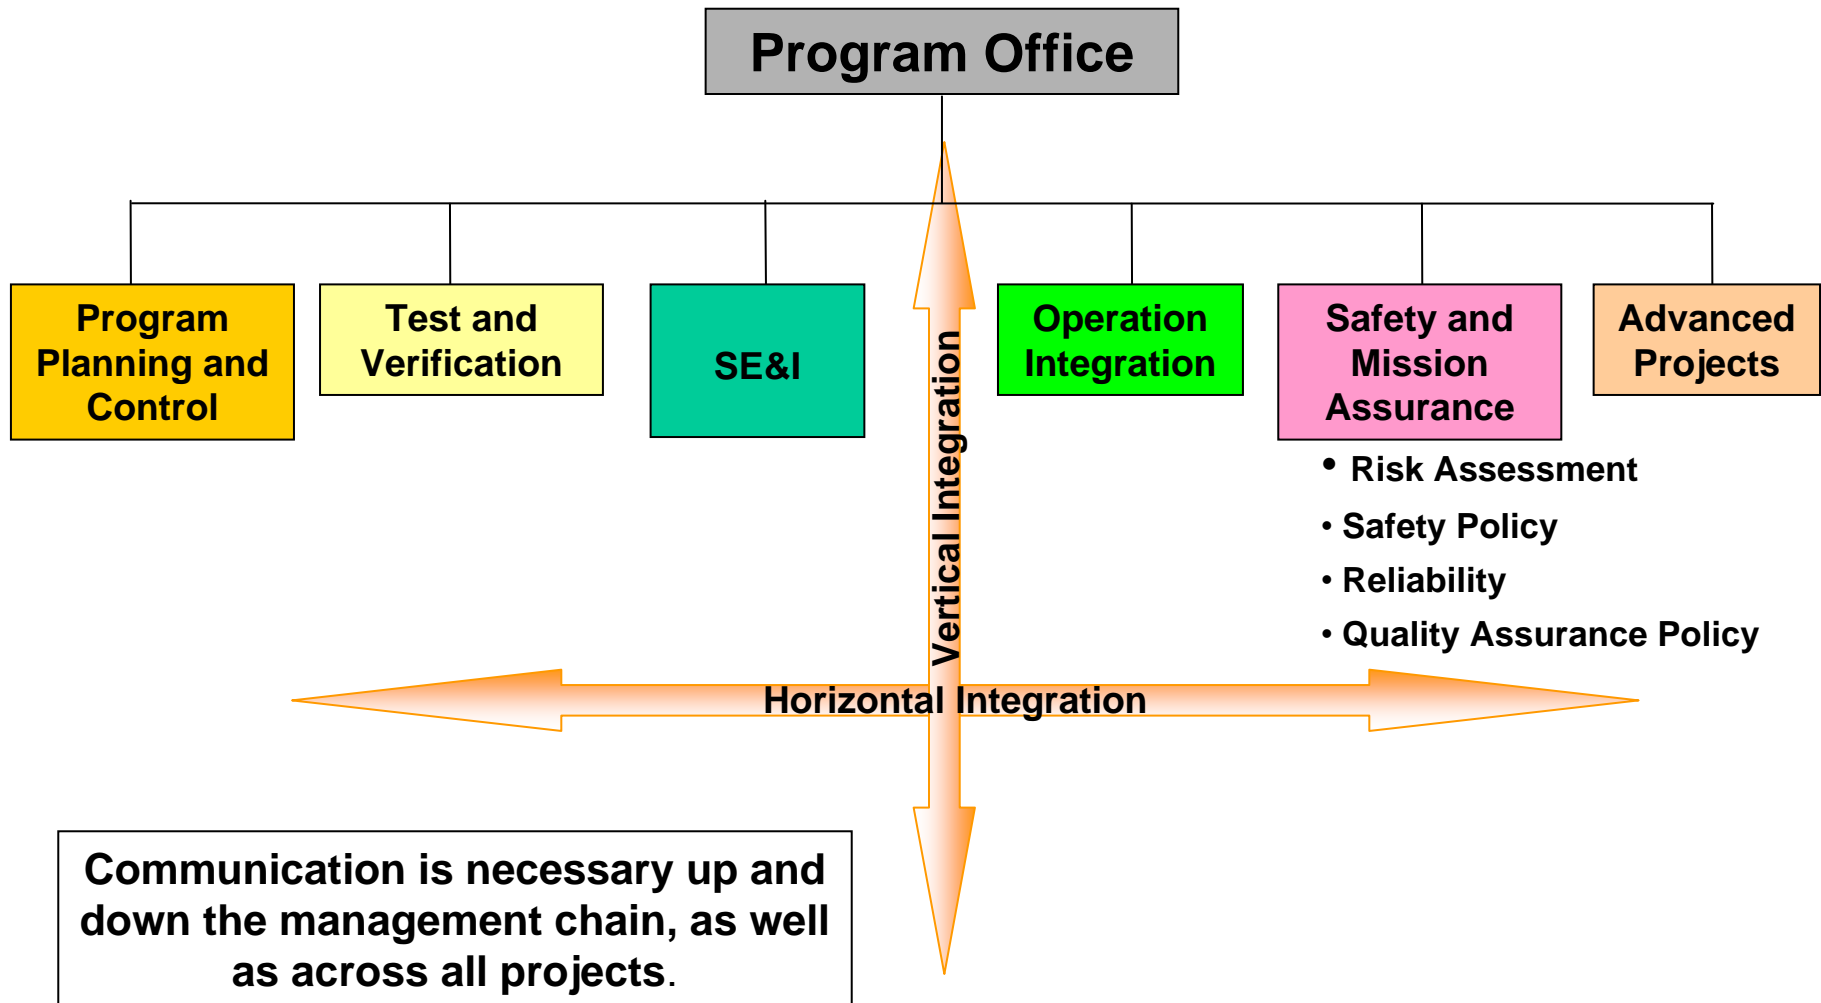 Program Office
Program
Planning and
Control
Test and
Verification
SE&I
Operation
Integration
Safety and
Mission
Assurance
Advanced
Projects
• Risk Assessment
• Safety Policy
• Reliability
• Quality Assurance Policy
Vertical Integration
Horizontal Integration
Communication is necessary up and
down the management chain, as well
as across all projects.